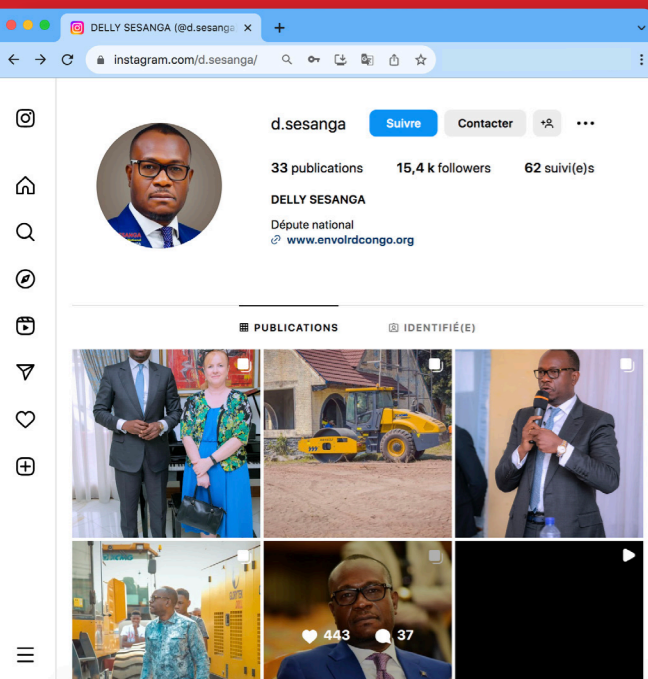 DELLY SESANGA (@d.sesanga
instagram.com/d.sesanga/
d.sesanga
Suivre
Contacter
33 publications
15,4 k followers
62 suivi(e)s
DELLY SESANGA
Députe national
www.envolrdcongo.org
PUBLICATIONS
IDENTIFIÉ(E)
443
37